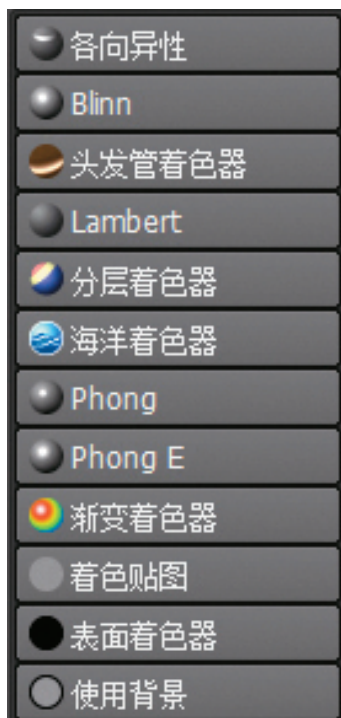 各向异性
Blinn
头发管着色器
Lambert
分层着色器
海洋着色器
Phong
Phong E
渐变着色器
着色贴图
表面着色器
使用背景